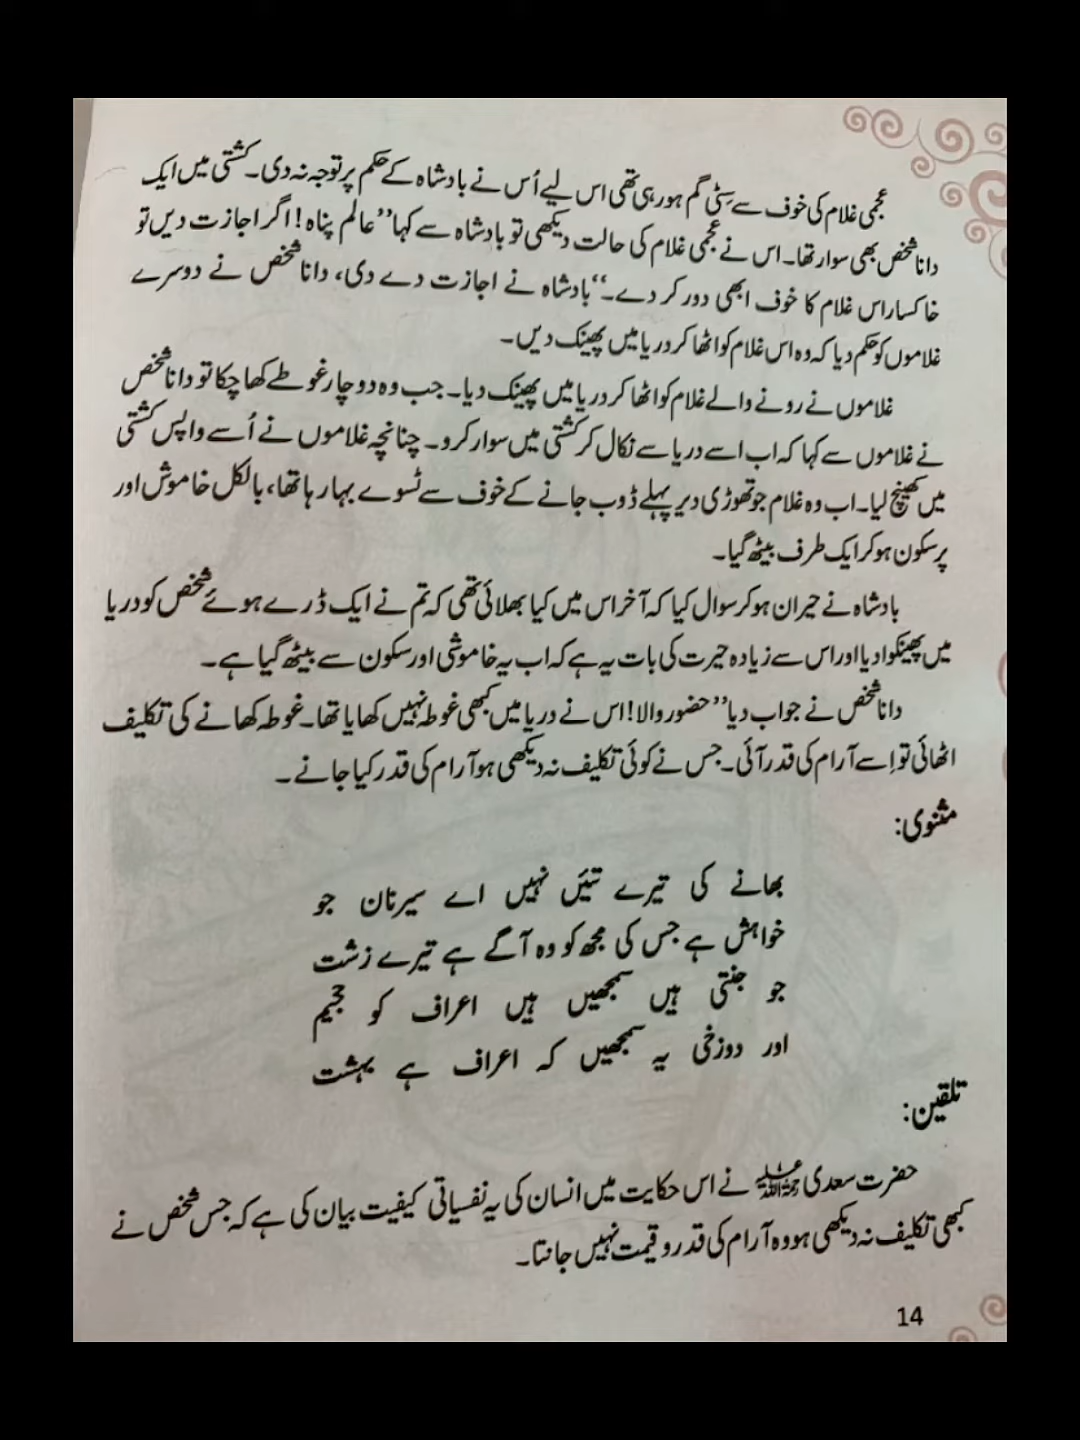 عجمی غلام کی خوف سے سِٹی گم ہو رہی تھی اس لیے اُس نے بادشاہ کے حکم پر توجہ نہ دی۔ کشتی میں ایک
دانا شخص بھی سوار تھا۔ اس نے عجمی غلام کی حالت دیکھی تو بادشاہ سے کہا ”عالم پناہ! اگر اجازت دیں تو
خاکسار اس غلام کا خوف ابھی دور کر دے۔“ بادشاہ نے اجازت دے دی، دانا شخص نے دوسرے
غلاموں کو حکم دیا کہ وہ اس غلام کو اٹھا کر دریا میں پھینک دیں۔
غلاموں نے رونے والے غلام کو اٹھا کر دریا میں پھینک دیا۔ جب وہ دو چار غوطے کھا چکا تو دانا شخص
نے غلاموں سے کہا کہ اب اسے دریا سے نکال کر کشتی میں سوار کرو۔ چنانچہ غلاموں نے اُسے واپس کشتی
میں کھینچ لیا۔ اب وہ غلام جو تھوڑی دیر پہلے ڈوب جانے کے خوف سے ٹسوے بہا رہا تھا، بالکل خاموش اور
پرسکون ہو کر ایک طرف بیٹھ گیا۔
بادشاہ نے حیران ہو کر سوال کیا کہ آخر اس میں کیا بھلائی تھی کہ تم نے ایک ڈرے ہوئے شخص کو دریا
میں پھینکوا دیا اور اس سے زیادہ حیرت کی بات یہ ہے کہ اب یہ خاموشی اور سکون سے بیٹھ گیا ہے۔
دانا شخص نے جواب دیا ”حضور والا! اس نے دریا میں کبھی غوطہ نہیں کھایا تھا۔ غوطہ کھانے کی تکلیف
اٹھائی تو اِسے آرام کی قدر آئی۔ جس نے کوئی تکلیف نہ دیکھی ہو آرام کی قدر کیا جانے۔
مثنوی:
بھانے کی تیرے تئیں نہیں اے سیر نان جو
خواہش ہے جس کی مجھ کو وہ آگے ہے تیرے زشت
جو جنتی ہیں سمجھیں ہیں اعراف کو جحیم
اور دوزخی یہ سمجھیں کہ اعراف ہے بہشت
تلقین:
حضرت سعدی رحمۃ اللہ علیہ نے اس حکایت میں انسان کی یہ نفسیاتی کیفیت بیان کی ہے کہ جس شخص نے
کبھی تکلیف نہ دیکھی ہو وہ آرام کی قدر و قیمت نہیں جانتا۔
14